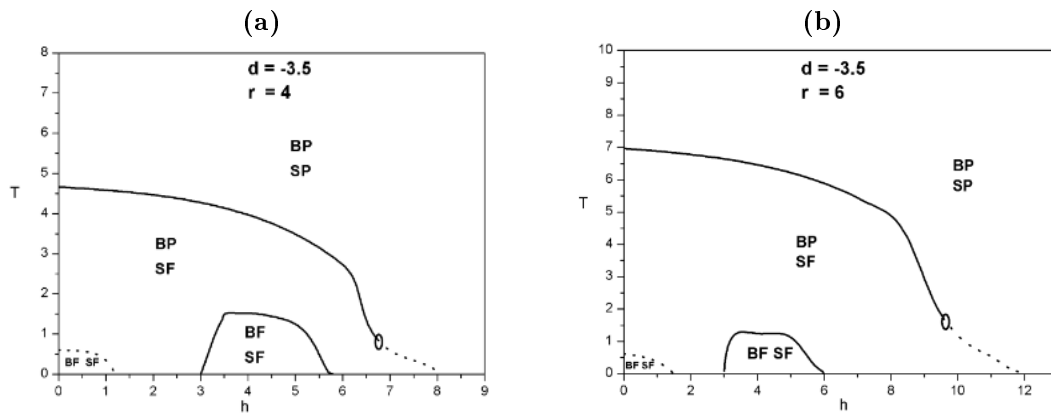 (a)
8
7
6
5
4
3
2
1
0
T
d = -3.5
r = 4
BP
SP
BP
SF
BF
SF
BF SF
0 1 2 3 4 5 6 7 8 9
h
(b)
10
9
8
7
6
5
4
3
2
1
0
T
d = -3.5
r = 6
BP
SP
BP
SF
BF SF
BF SF
0 2 4 6 8 10 12
h